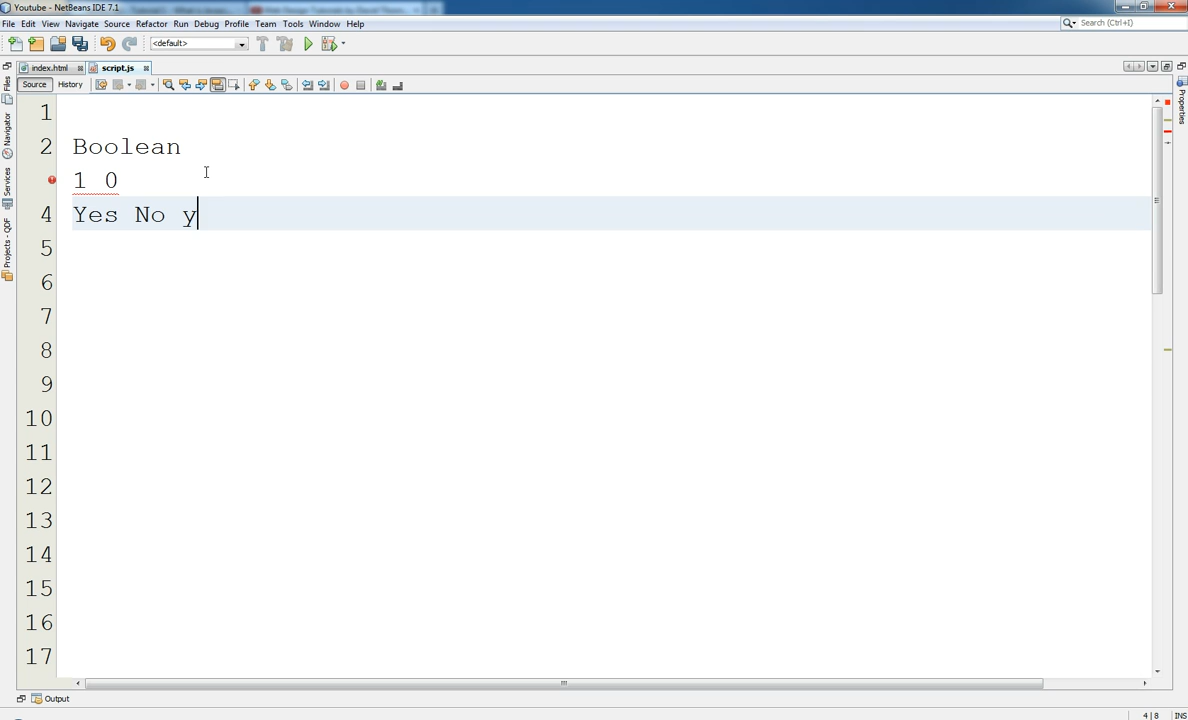 Youtube - NetBeans IDE 7.1
File Edit View Navigate Source Refactor Run Debug Profile Team Tools Window Help
Search (Ctrl+I)
<default>
index.html script.js
Source History
1
2 Boolean
1 0
4 Yes No y
5
6
7
8
9
10
11
12
13
14
15
16
17
Files
Navigator
Services
Projects - QDF
Properties
Output
4|8 INS